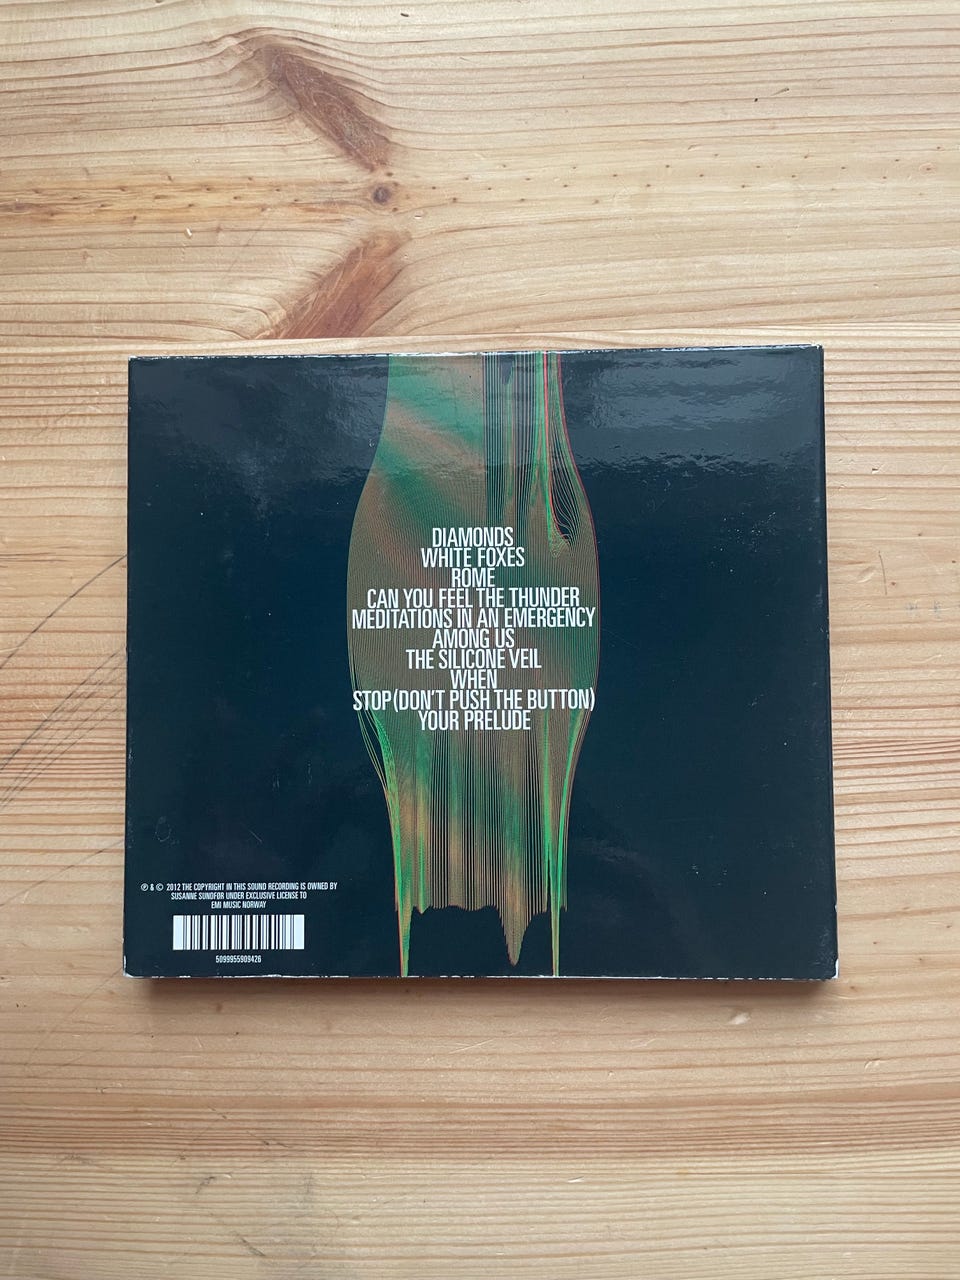 DIAMONDS
WHITE FOXES
ROME
CAN YOU FEEL THE THUNDER
MEDITATIONS IN AN EMERGENCY
AMONG US
THE SILICONE VEIL
WHEN
STOP (DON'T PUSH THE BUTTON)
YOUR PRELUDE
℗ & © 2012 THE COPYRIGHT IN THIS SOUND RECORDING IS OWNED BY
SUSANNE SUNDFØR UNDER EXCLUSIVE LICENSE TO
EMI MUSIC NORWAY
5099955909426